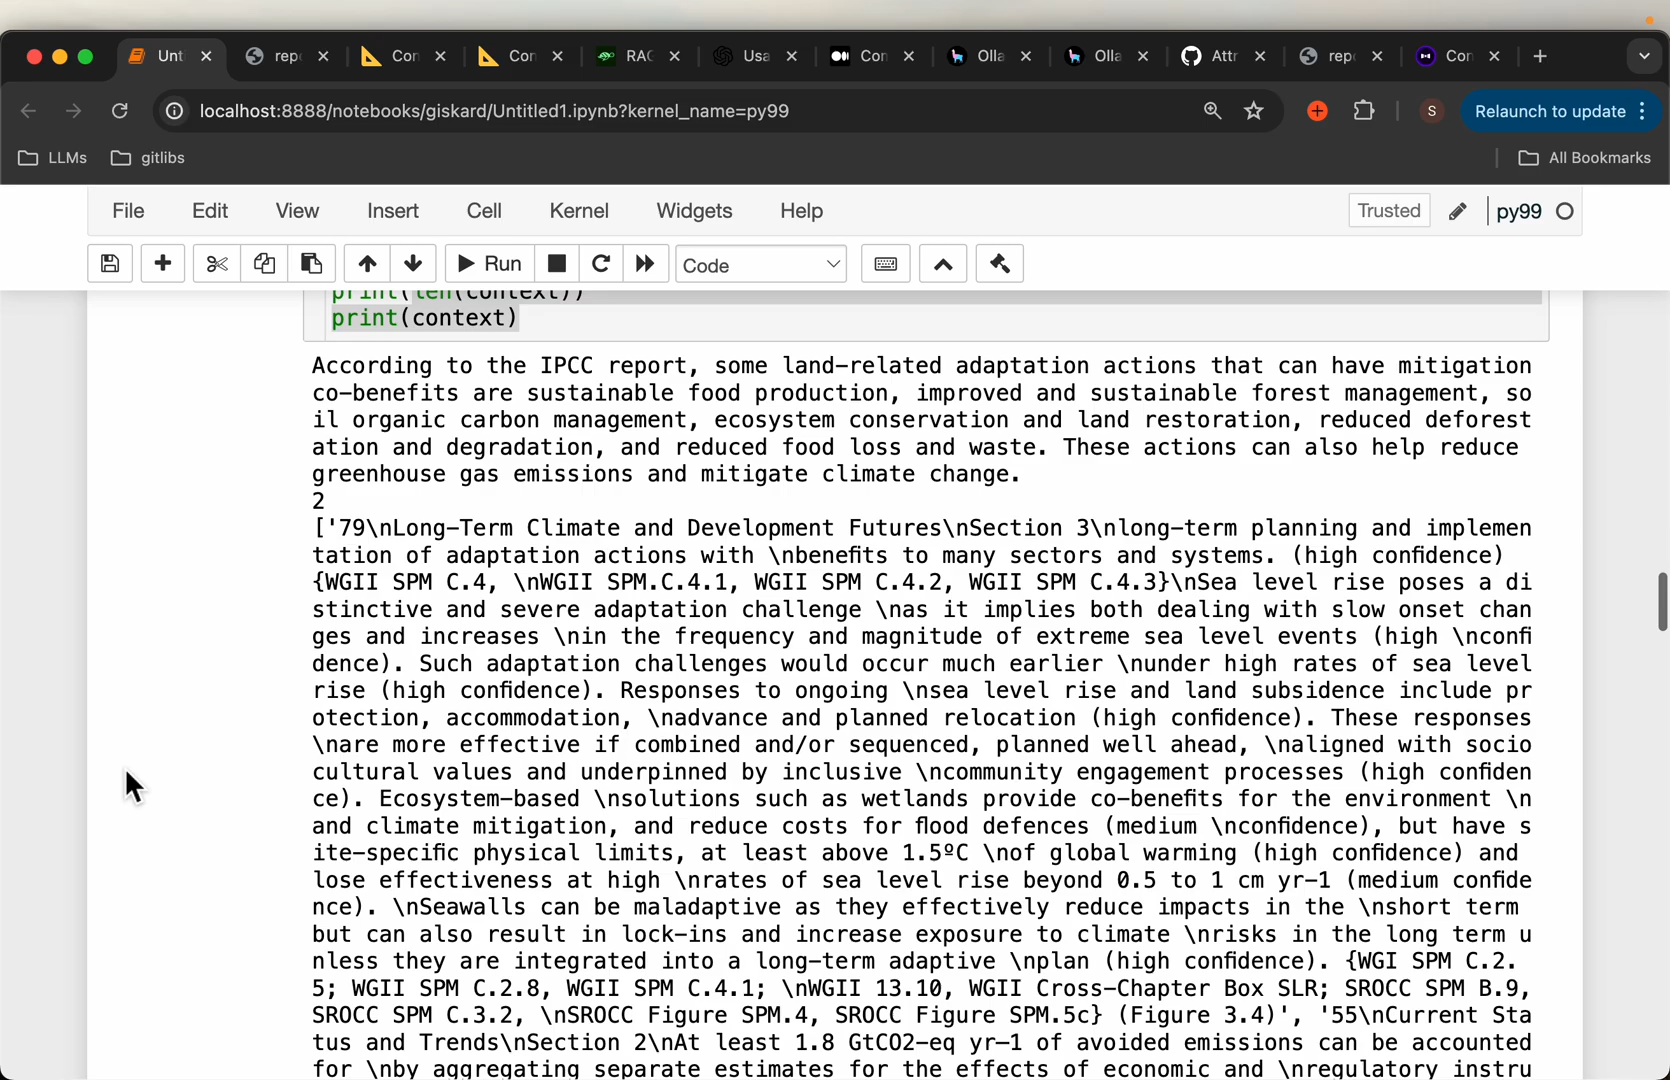 Unt
repo
Con
Con
RAG
Usa
Con
Olla
Olla
Attr
repo
Con
localhost:8888/notebooks/giskard/Untitled1.ipynb?kernel_name=py99
S
Relaunch to update
LLMs
gitlibs
All Bookmarks
File Edit View Insert Cell Kernel Widgets Help
Trusted
py99
Run
Code
print(len(context))
print(context)
According to the IPCC report, some land-related adaptation actions that can have mitigation
co-benefits are sustainable food production, improved and sustainable forest management, so
il organic carbon management, ecosystem conservation and land restoration, reduced deforest
ation and degradation, and reduced food loss and waste. These actions can also help reduce
greenhouse gas emissions and mitigate climate change.
2
['79\nLong-Term Climate and Development Futures\nSection 3\nlong-term planning and implemen
tation of adaptation actions with \nbenefits to many sectors and systems. (high confidence)
{WGII SPM C.4, \nWGII SPM.C.4.1, WGII SPM C.4.2, WGII SPM C.4.3}\nSea level rise poses a di
stinctive and severe adaptation challenge \nas it implies both dealing with slow onset chan
ges and increases \nin the frequency and magnitude of extreme sea level events (high \nconfi
dence). Such adaptation challenges would occur much earlier \nunder high rates of sea level
rise (high confidence). Responses to ongoing \nsea level rise and land subsidence include pr
otection, accommodation, \nadvance and planned relocation (high confidence). These responses
\nare more effective if combined and/or sequenced, planned well ahead, \naligned with socio
cultural values and underpinned by inclusive \ncommunity engagement processes (high confiden
ce). Ecosystem-based \nsolutions such as wetlands provide co-benefits for the environment \n
and climate mitigation, and reduce costs for flood defences (medium \nconfidence), but have s
ite-specific physical limits, at least above 1.5ºC \nof global warming (high confidence) and
lose effectiveness at high \nrates of sea level rise beyond 0.5 to 1 cm yr-1 (medium confide
nce). \nSeawalls can be maladaptive as they effectively reduce impacts in the \nshort term
but can also result in lock-ins and increase exposure to climate \nrisks in the long term u
nless they are integrated into a long-term adaptive \nplan (high confidence). {WGI SPM C.2.
5; WGII SPM C.2.8, WGII SPM C.4.1; \nWGII 13.10, WGII Cross-Chapter Box SLR; SROCC SPM B.9,
SROCC SPM C.3.2, \nSROCC Figure SPM.4, SROCC Figure SPM.5c} (Figure 3.4)', '55\nCurrent Sta
tus and Trends\nSection 2\nAt least 1.8 GtCO2-eq yr-1 of avoided emissions can be accounted
for \nby aggregating separate estimates for the effects of economic and \nregulatory instru